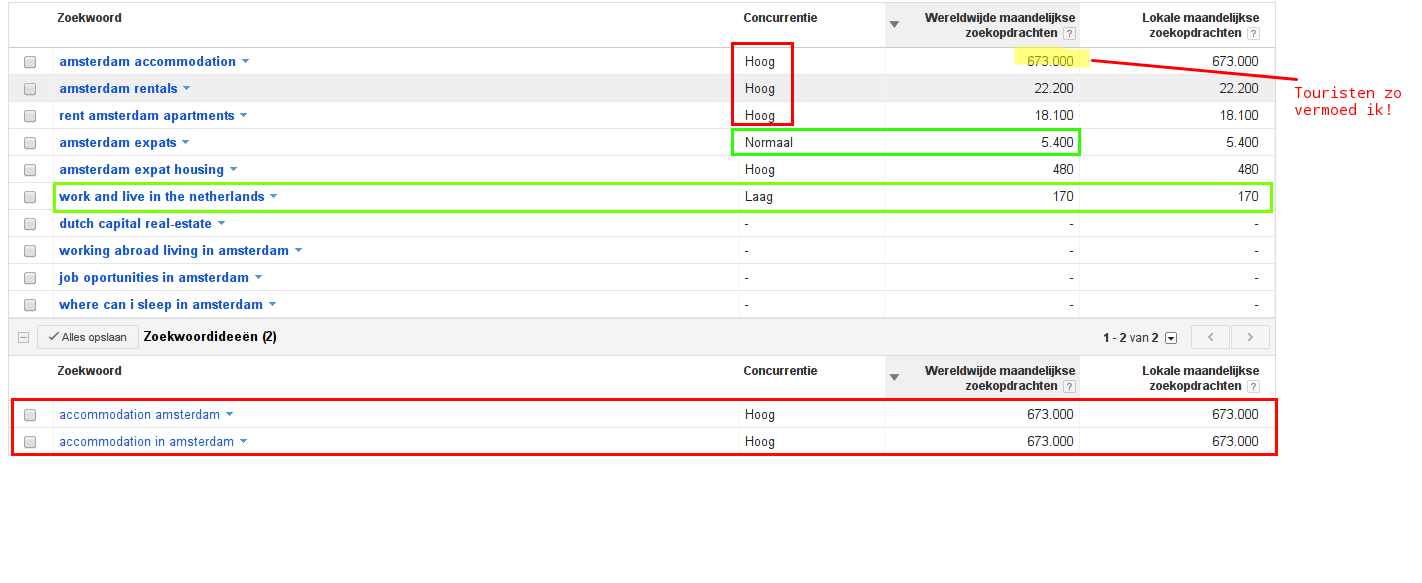 Zoekwoord Concurrentie Wereldwijde maandelijkse zoekopdrachten ? Lokale maandelijkse zoekopdrachten ?
amsterdam accommodation Hoog 673.000 673.000
amsterdam rentals Hoog 22.200 22.200
rent amsterdam apartments Hoog 18.100 18.100
amsterdam expats Normaal 5.400 5.400
amsterdam expat housing Hoog 480 480
work and live in the netherlands Laag 170 170
dutch capital real-estate - - -
working abroad living in amsterdam - - -
job oportunities in amsterdam - - -
where can i sleep in amsterdam - - -
Touristen zo
vermoed ik!
Alles opslaan Zoekwoordideeën (2) 1 - 2 van 2
Zoekwoord Concurrentie Wereldwijde maandelijkse zoekopdrachten ? Lokale maandelijkse zoekopdrachten ?
accommodation amsterdam Hoog 673.000 673.000
accommodation in amsterdam Hoog 673.000 673.000